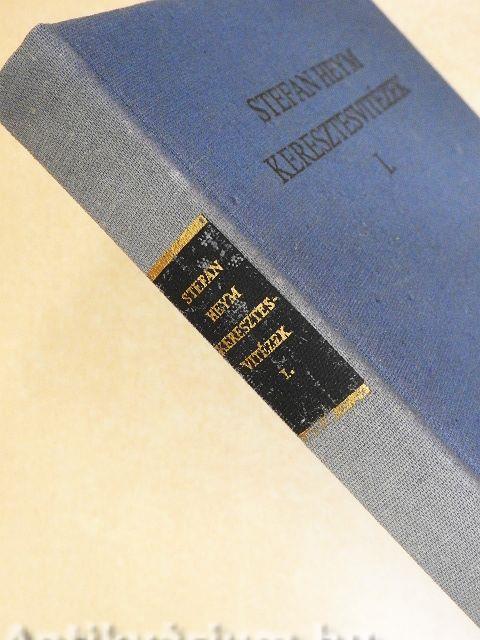 STEFAN HEYM
KERESZTESVITÉZEK
I.
STEFAN
HEYM
KERESZTES-
VITÉZEK
I.